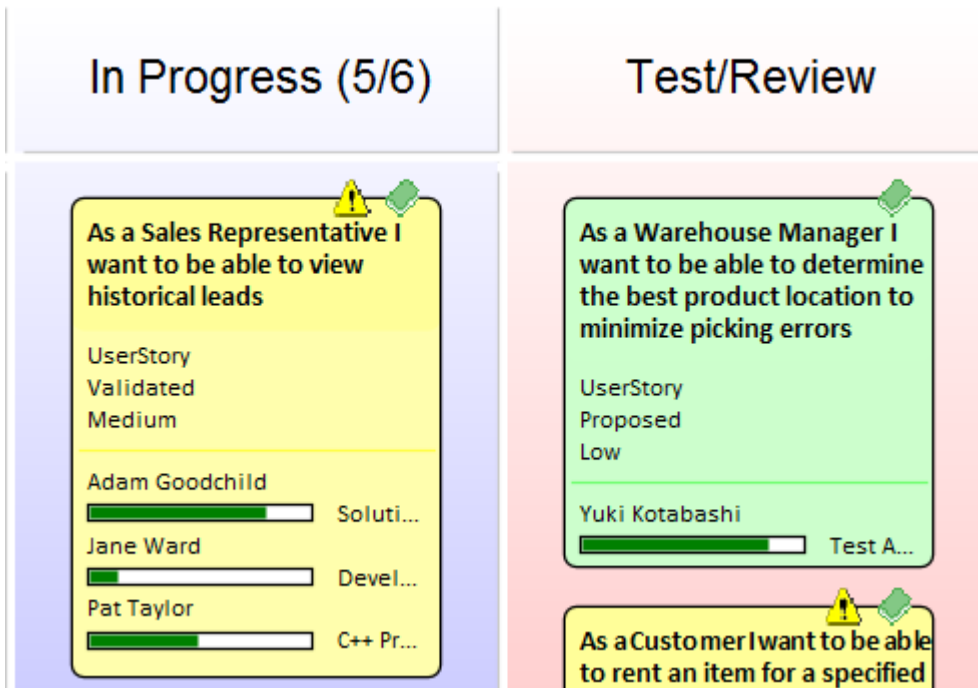 In Progress (5/6)
Test/Review
As a Sales Representative I
want to be able to view
historical leads
UserStory
Validated
Medium
Adam Goodchild
Soluti...
Jane Ward
Devel...
Pat Taylor
C++ Pr...
As a Warehouse Manager I
want to be able to determine
the best product location to
minimize picking errors
UserStory
Proposed
Low
Yuki Kotabashi
Test A...
As a Customer I want to be able
to rent an item for a specified